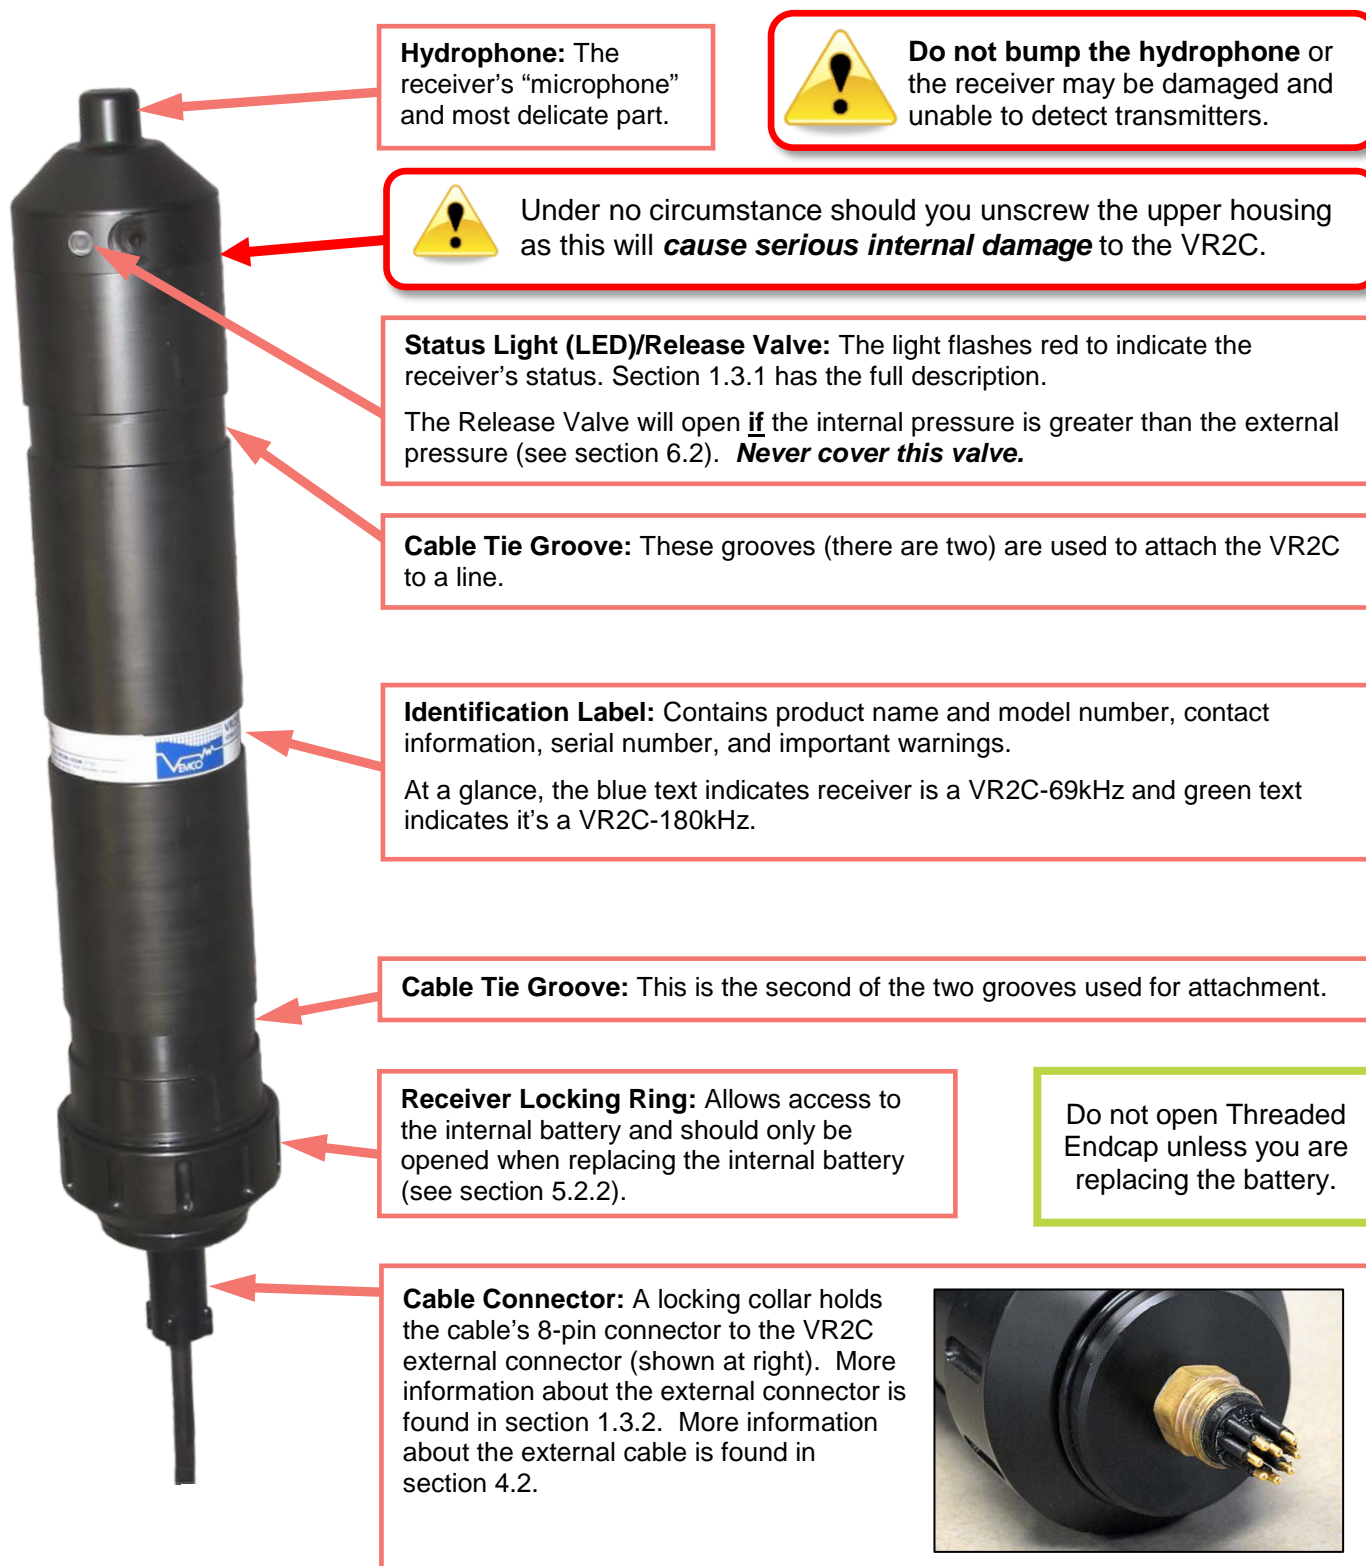 Hydrophone: The
receiver's “microphone”
and most delicate part.
Do not bump the hydrophone or
the receiver may be damaged and
unable to detect transmitters.
Under no circumstance should you unscrew the upper housing
as this will cause serious internal damage to the VR2C.
Status Light (LED)/Release Valve: The light flashes red to indicate the
receiver's status. Section 1.3.1 has the full description.
The Release Valve will open if the internal pressure is greater than the external
pressure (see section 6.2). Never cover this valve.
Cable Tie Groove: These grooves (there are two) are used to attach the VR2C
to a line.
Identification Label: Contains product name and model number, contact
information, serial number, and important warnings.
At a glance, the blue text indicates receiver is a VR2C-69kHz and green text
indicates it's a VR2C-180kHz.
VEMCO
Cable Tie Groove: This is the second of the two grooves used for attachment.
Receiver Locking Ring: Allows access to
the internal battery and should only be
opened when replacing the internal battery
(see section 5.2.2).
Do not open Threaded
Endcap unless you are
replacing the battery.
Cable Connector: A locking collar holds
the cable's 8-pin connector to the VR2C
external connector (shown at right). More
information about the external connector is
found in section 1.3.2. More information
about the external cable is found in
section 4.2.